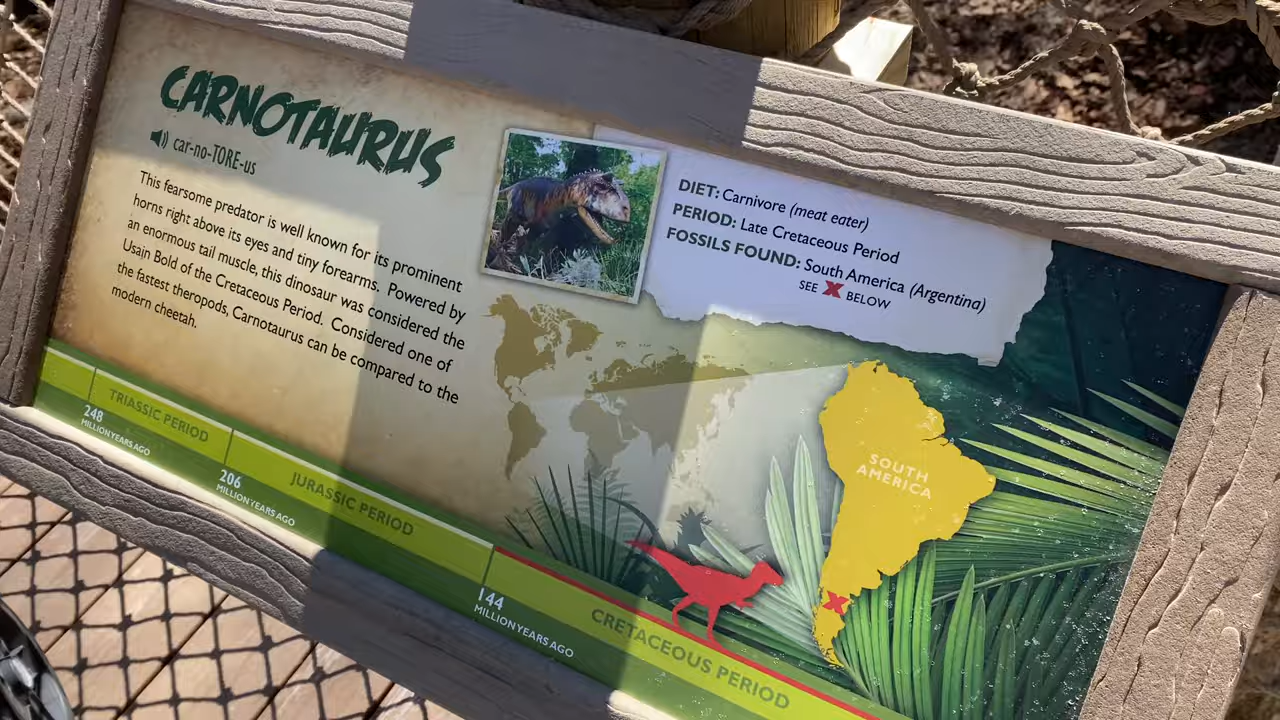 CARNOTAURUS
car-no-TORE-us
This fearsome predator is well known for its prominent
horns right above its eyes and tiny forearms. Powered by
an enormous tail muscle, this dinosaur was considered the
Usain Bold of the Cretaceous Period. Considered one of
the fastest theropods, Carnotaurus can be compared to the
modern cheetah.
DIET: Carnivore (meat eater)
PERIOD: Late Cretaceous Period
FOSSILS FOUND: South America (Argentina)
SEE X BELOW
SOUTH
AMERICA
X
248
MILLION YEARS AGO
TRIASSIC PERIOD
206
MILLION YEARS AGO
JURASSIC PERIOD
144
MILLION YEARS AGO
CRETACEOUS PERIOD